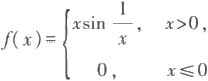 f(x)={ x sin 1/x, x>0,
0, x≤0